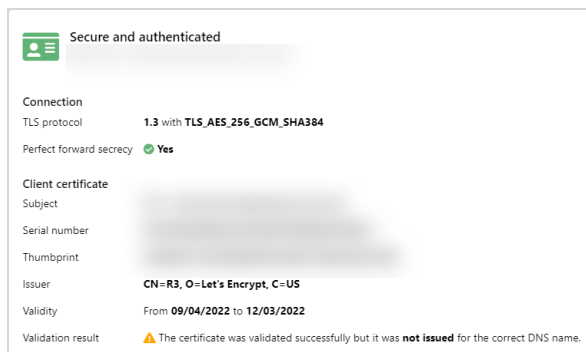 Secure and authenticated
Connection
TLS protocol 1.3 with TLS_AES_256_GCM_SHA384
Perfect forward secrecy Yes
Client certificate
Subject
Serial number
Thumbprint
Issuer CN=R3, O=Let's Encrypt, C=US
Validity From 09/04/2022 to 12/03/2022
Validation result The certificate was validated successfully but it was not issued for the correct DNS name.